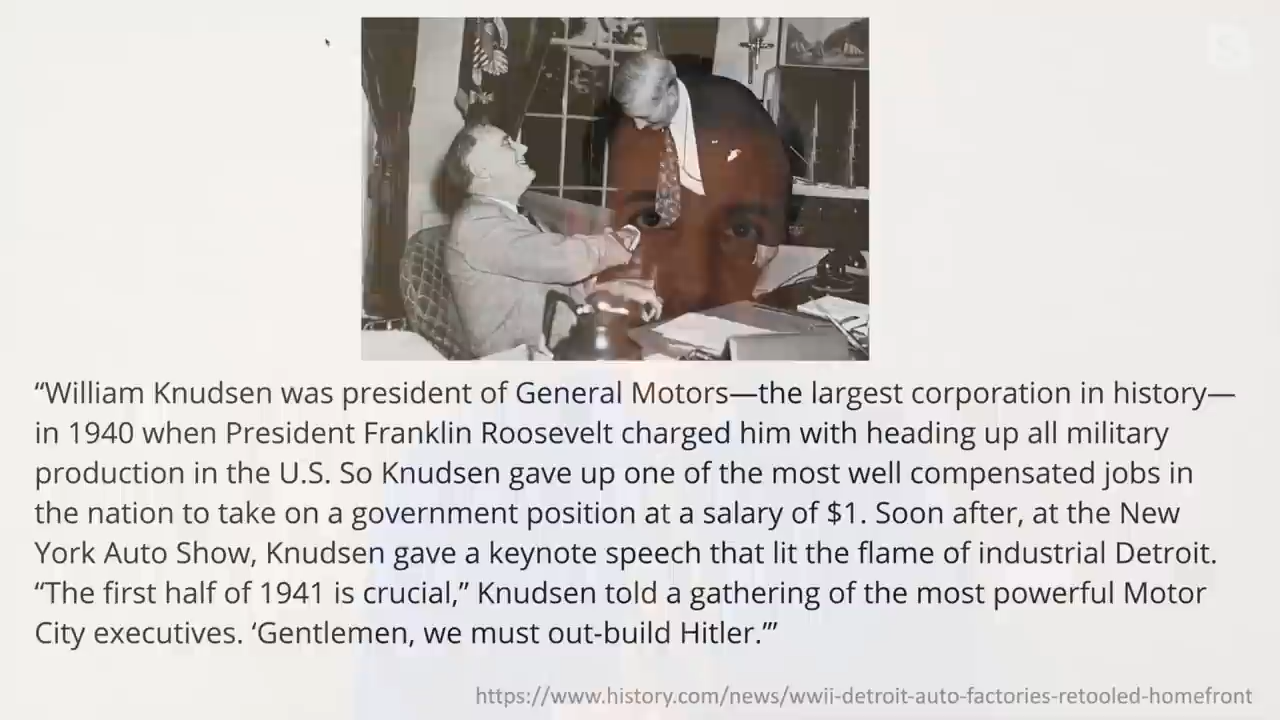 “William Knudsen was president of General Motors—the largest corporation in history—
in 1940 when President Franklin Roosevelt charged him with heading up all military
production in the U.S. So Knudsen gave up one of the most well compensated jobs in
the nation to take on a government position at a salary of $1. Soon after, at the New
York Auto Show, Knudsen gave a keynote speech that lit the flame of industrial Detroit.
“The first half of 1941 is crucial,” Knudsen told a gathering of the most powerful Motor
City executives. ‘Gentlemen, we must out-build Hitler.’”
https://www.history.com/news/wwii-detroit-auto-factories-retooled-homefront